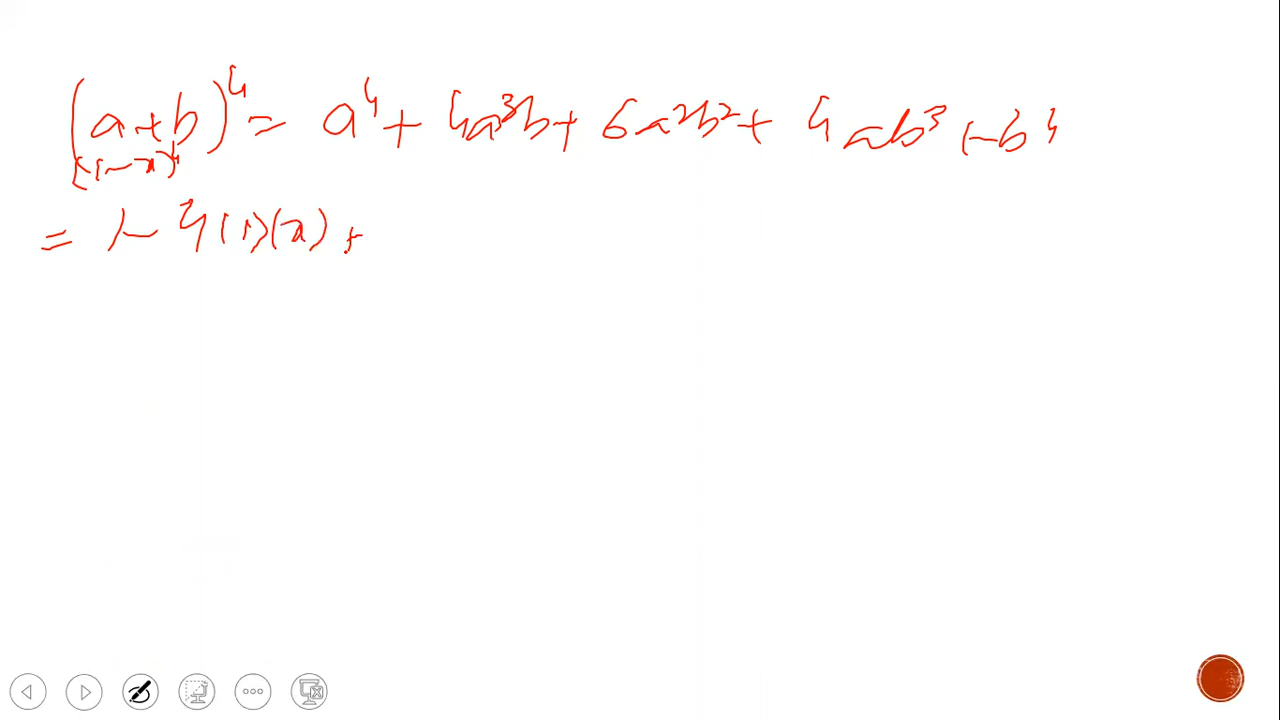 (a+b)⁴ = a⁴ + 4a³b + 6a²b² + 4ab³ + b⁴
(1-x)⁴
= 1 - 4(1)(x) +